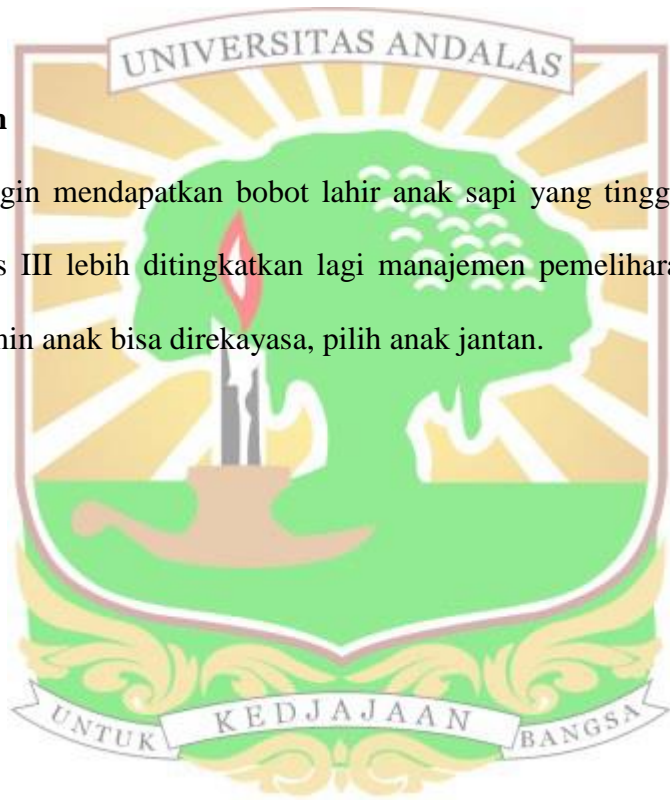 UNIVERSITAS ANDALAS
n
gin mendapatkan bobot lahir anak sapi yang tingg
s III lebih ditingkatkan lagi manajemen pemelihara
anak bisa direkayasa, pilih anak jantan.
UNTUK KEDJAJAAN BANGSA